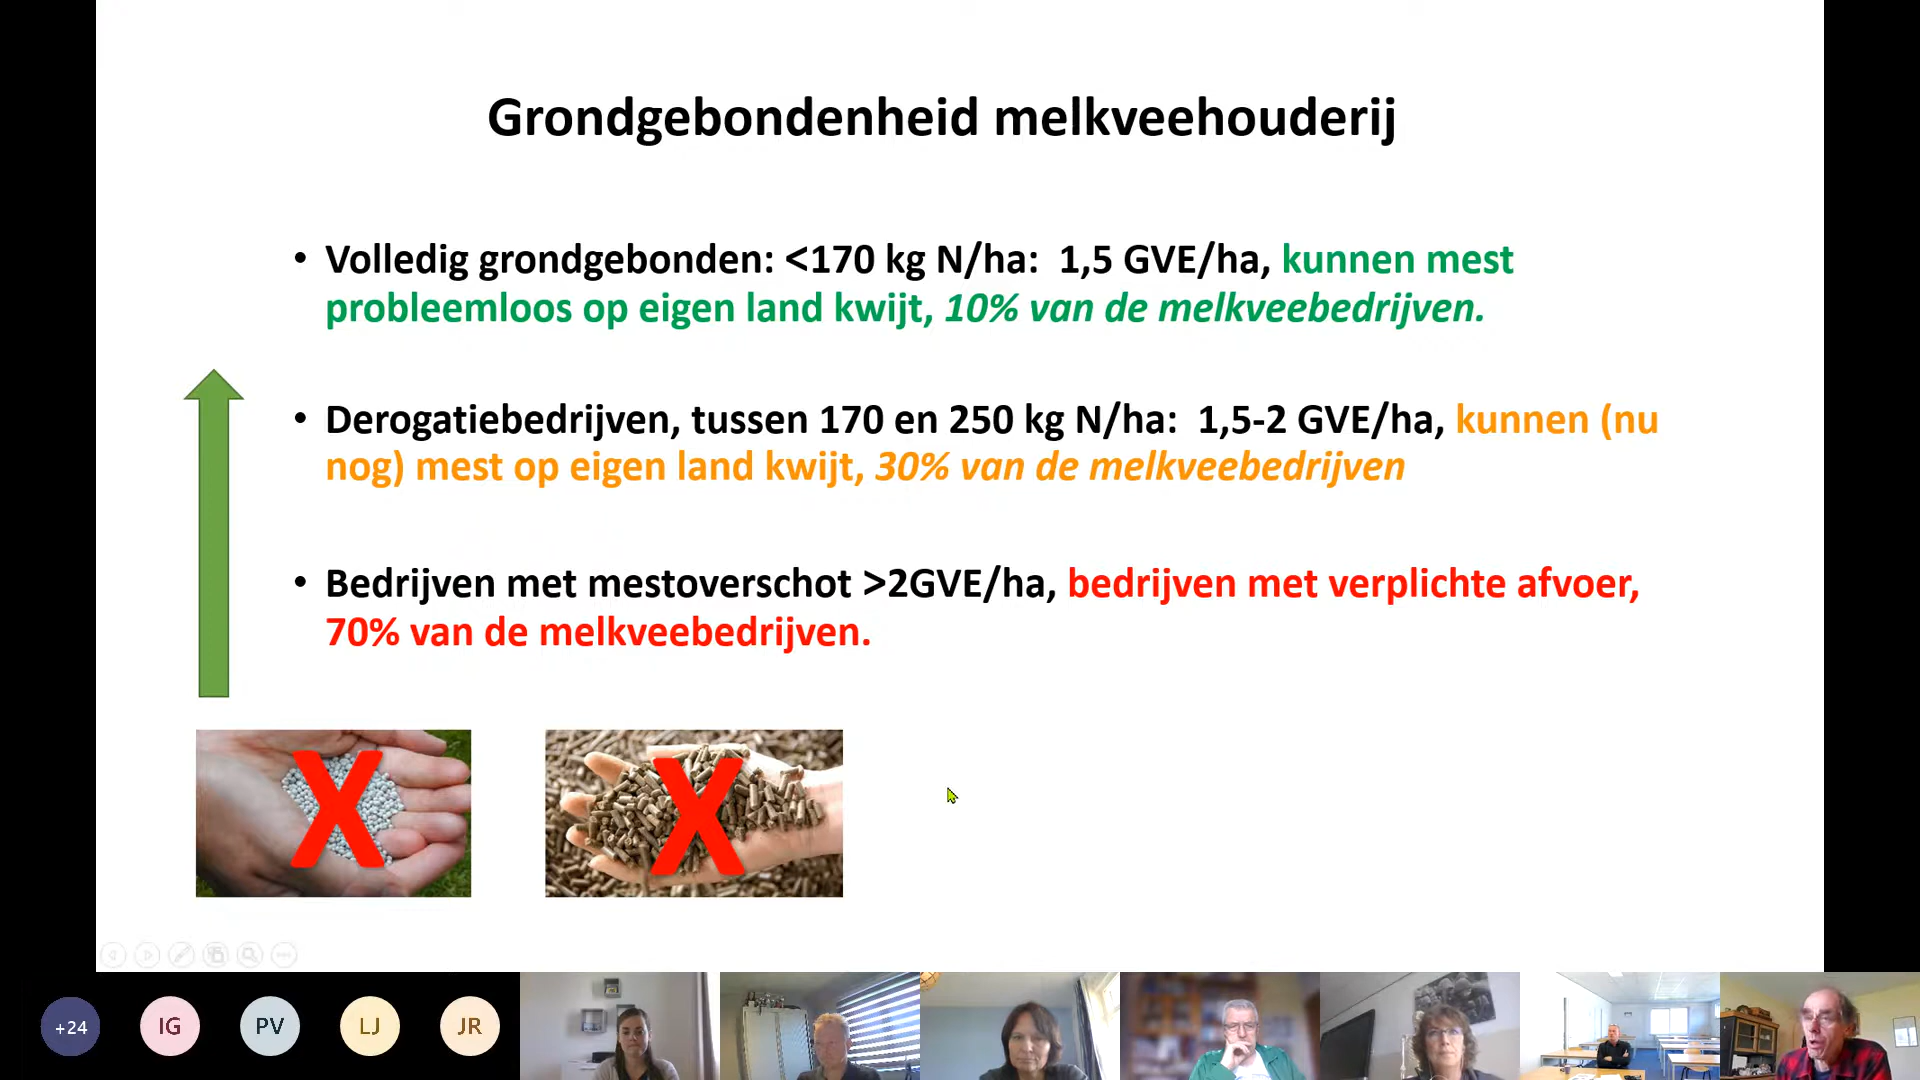 Grondgebondenheid melkveehouderij
• Volledig grondgebonden: <170 kg N/ha:  1,5 GVE/ha, kunnen mest
probleemloos op eigen land kwijt, 10% van de melkveebedrijven.
• Derogatiebedrijven, tussen 170 en 250 kg N/ha:  1,5-2 GVE/ha, kunnen (nu
nog) mest op eigen land kwijt, 30% van de melkveebedrijven
• Bedrijven met mestoverschot >2GVE/ha, bedrijven met verplichte afvoer,
70% van de melkveebedrijven.
X X
+24 IG PV LJ JR